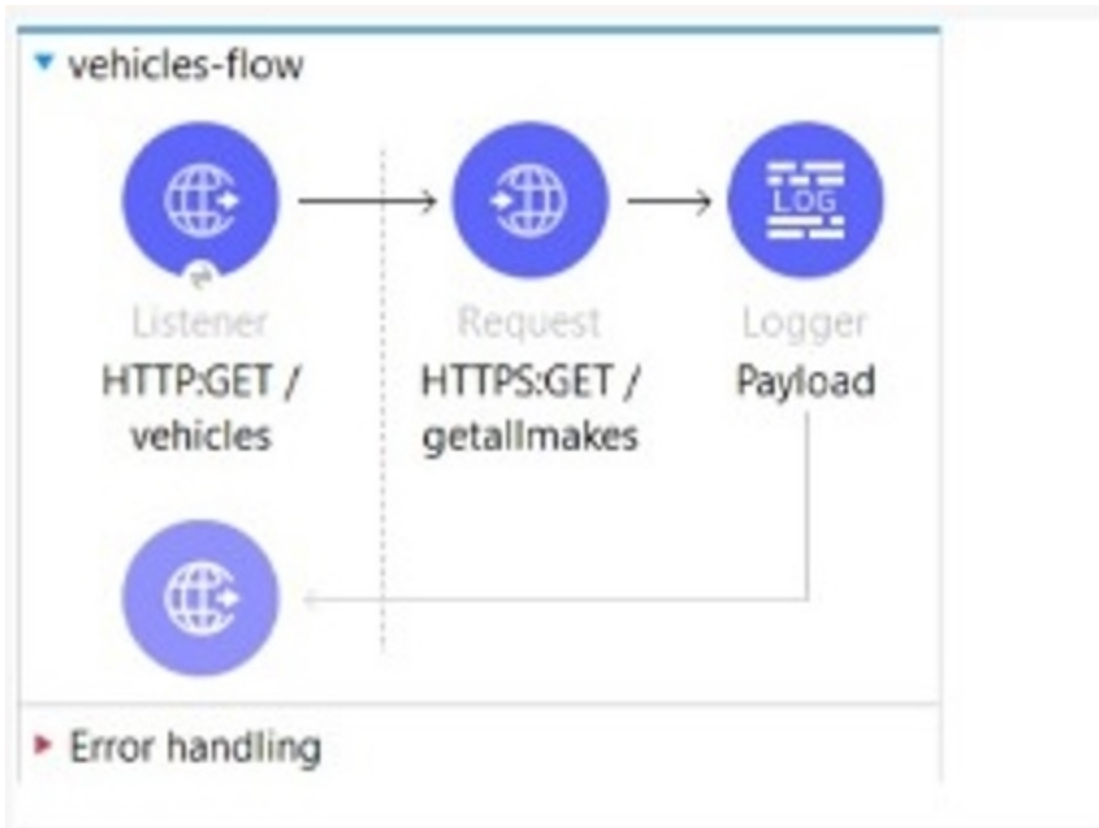 vehicles-flow
LOG
Listener
Request
Logger
HTTP:GET /
vehicles
HTTPS:GET /
getallmakes
Payload
Error handling